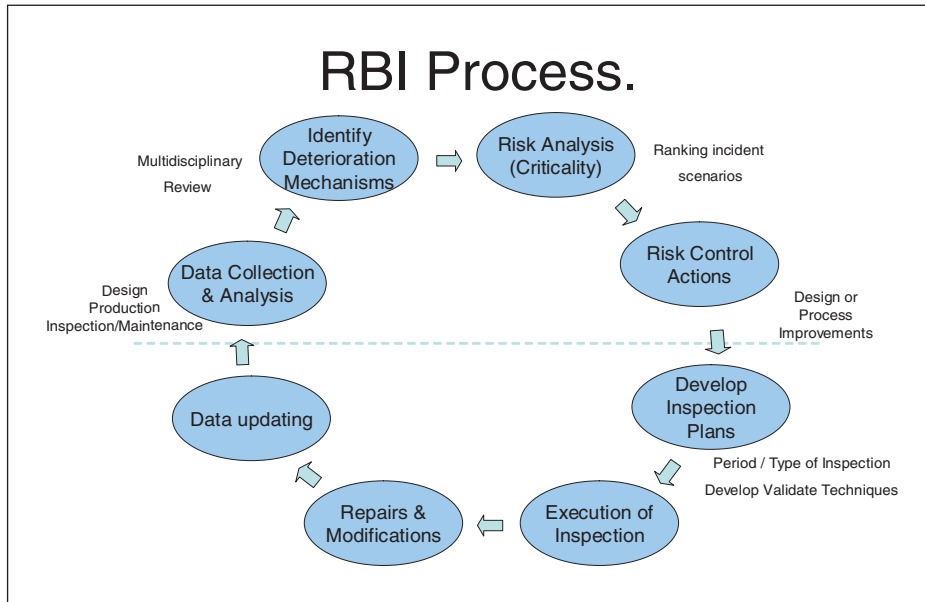 RBI Process.
Identify
Deterioration
Mechanisms
Risk Analysis
(Criticality)
Multidisciplinary
Review
Ranking incident
scenarios
Data Collection
& Analysis
Risk Control
Actions
Design
Production
Inspection/Maintenance
Design or
Process
Improvements
Data updating
Develop
Inspection
Plans
Period / Type of Inspection
Develop Validate Techniques
Repairs &
Modifications
Execution of
Inspection